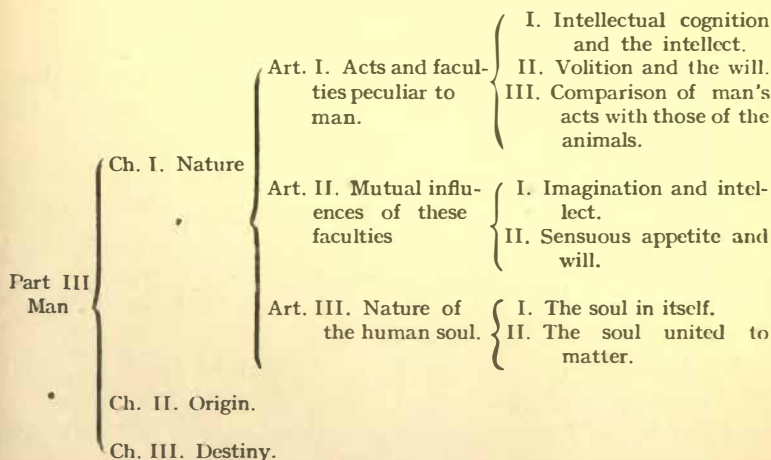 I. Intellectual cognition
and the intellect.
Art. I. Acts and facul-
ties peculiar to
man.
II. Volition and the will.
III. Comparison of man's
acts with those of the
animals.
Ch. I. Nature
Art. II. Mutual influ-
ences of these
faculties
I. Imagination and intel-
lect.
II. Sensuous appetite and
will.
Part III
Man
Art. III. Nature of
the human soul.
I. The soul in itself.
II. The soul united to
matter.
Ch. II. Origin.
Ch. III. Destiny.